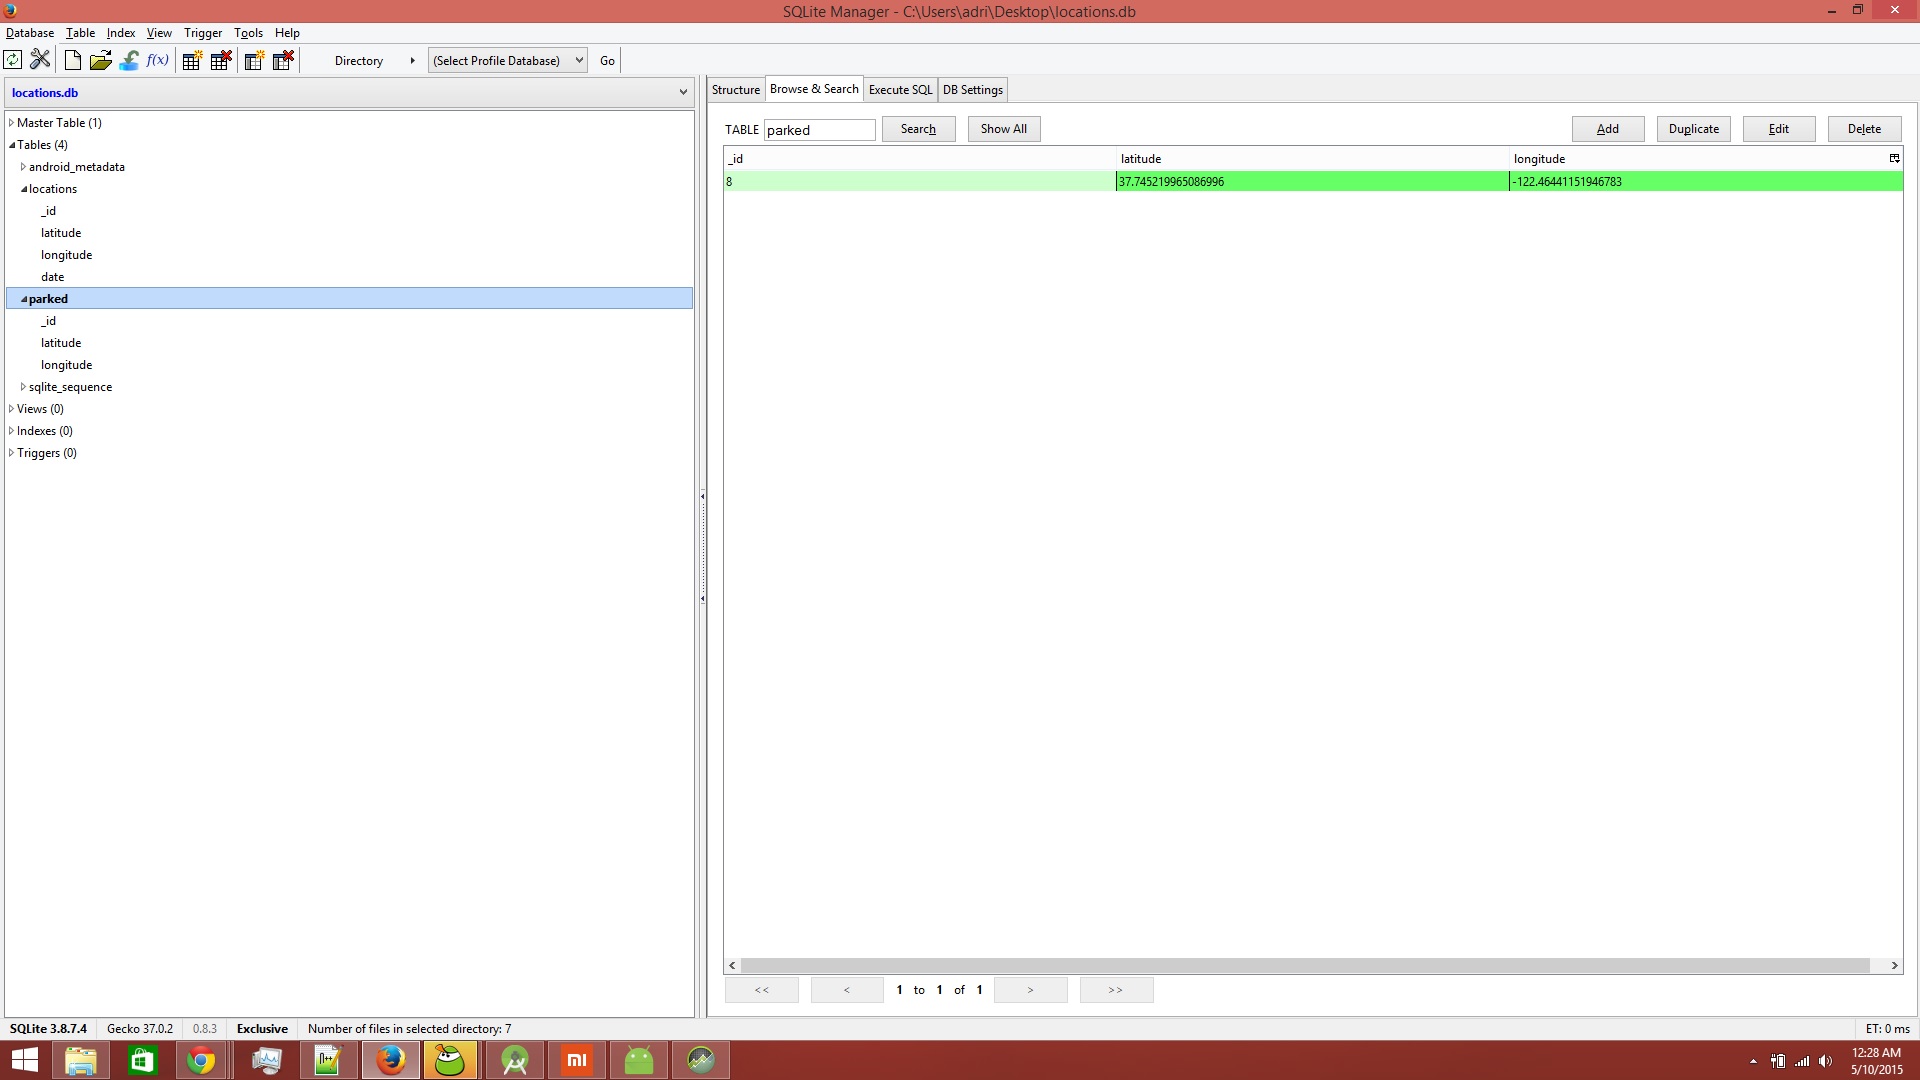 SQLite Manager - C:\Users\adri\Desktop\locations.db
Database Table Index View Trigger Tools Help
f(x) Directory (Select Profile Database) Go
locations.db
Master Table (1)
Tables (4)
android_metadata
locations
_id
latitude
longitude
date
parked
_id
latitude
longitude
sqlite_sequence
Views (0)
Indexes (0)
Triggers (0)
Structure Browse & Search Execute SQL DB Settings
TABLE parked Search Show All Add Duplicate Edit Delete
_id latitude longitude
8 37.745219965086996 -122.46441151946783
<< < 1 to 1 of 1 > >>
SQLite 3.8.7.4 Gecko 37.0.2 0.8.3 Exclusive Number of files in selected directory: 7 ET: 0 ms
12:28 AM
5/10/2015